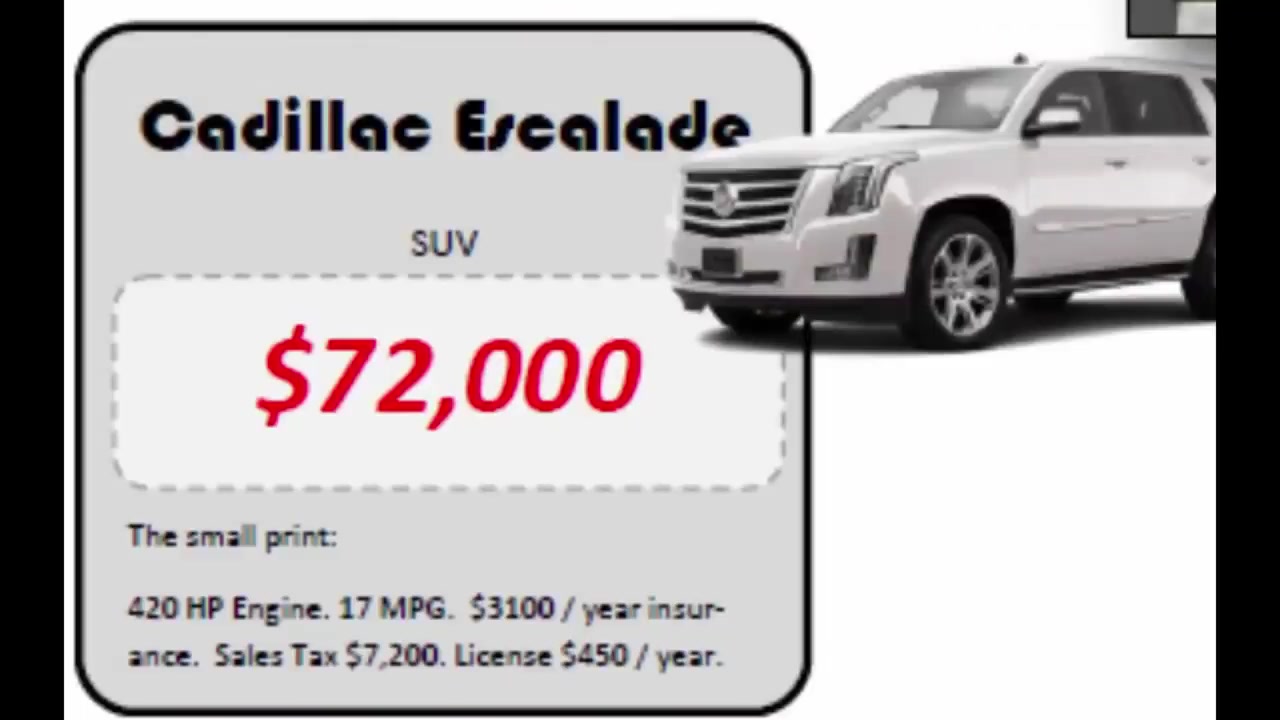 Cadillac Escalade
SUV
$72,000
The small print:
420 HP Engine. 17 MPG.  $3100 / year insur-
ance.  Sales Tax $7,200. License $450 / year.